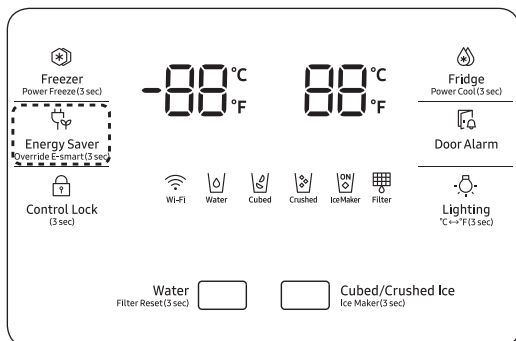 Freezer
Power Freeze(3 sec)
Energy Saver
Override E-smart(3 sec)
Control Lock
(3 sec)
-88 °C
°F
88 °C
°F
Wi-Fi
Water
Cubed
Crushed
ON
Ice Maker
Filter
Fridge
Power Cool(3 sec)
Door Alarm
Lighting
°C↔°F(3 sec)
Water
Filter Reset(3 sec)
Cubed/Crushed Ice
Ice Maker(3 sec)